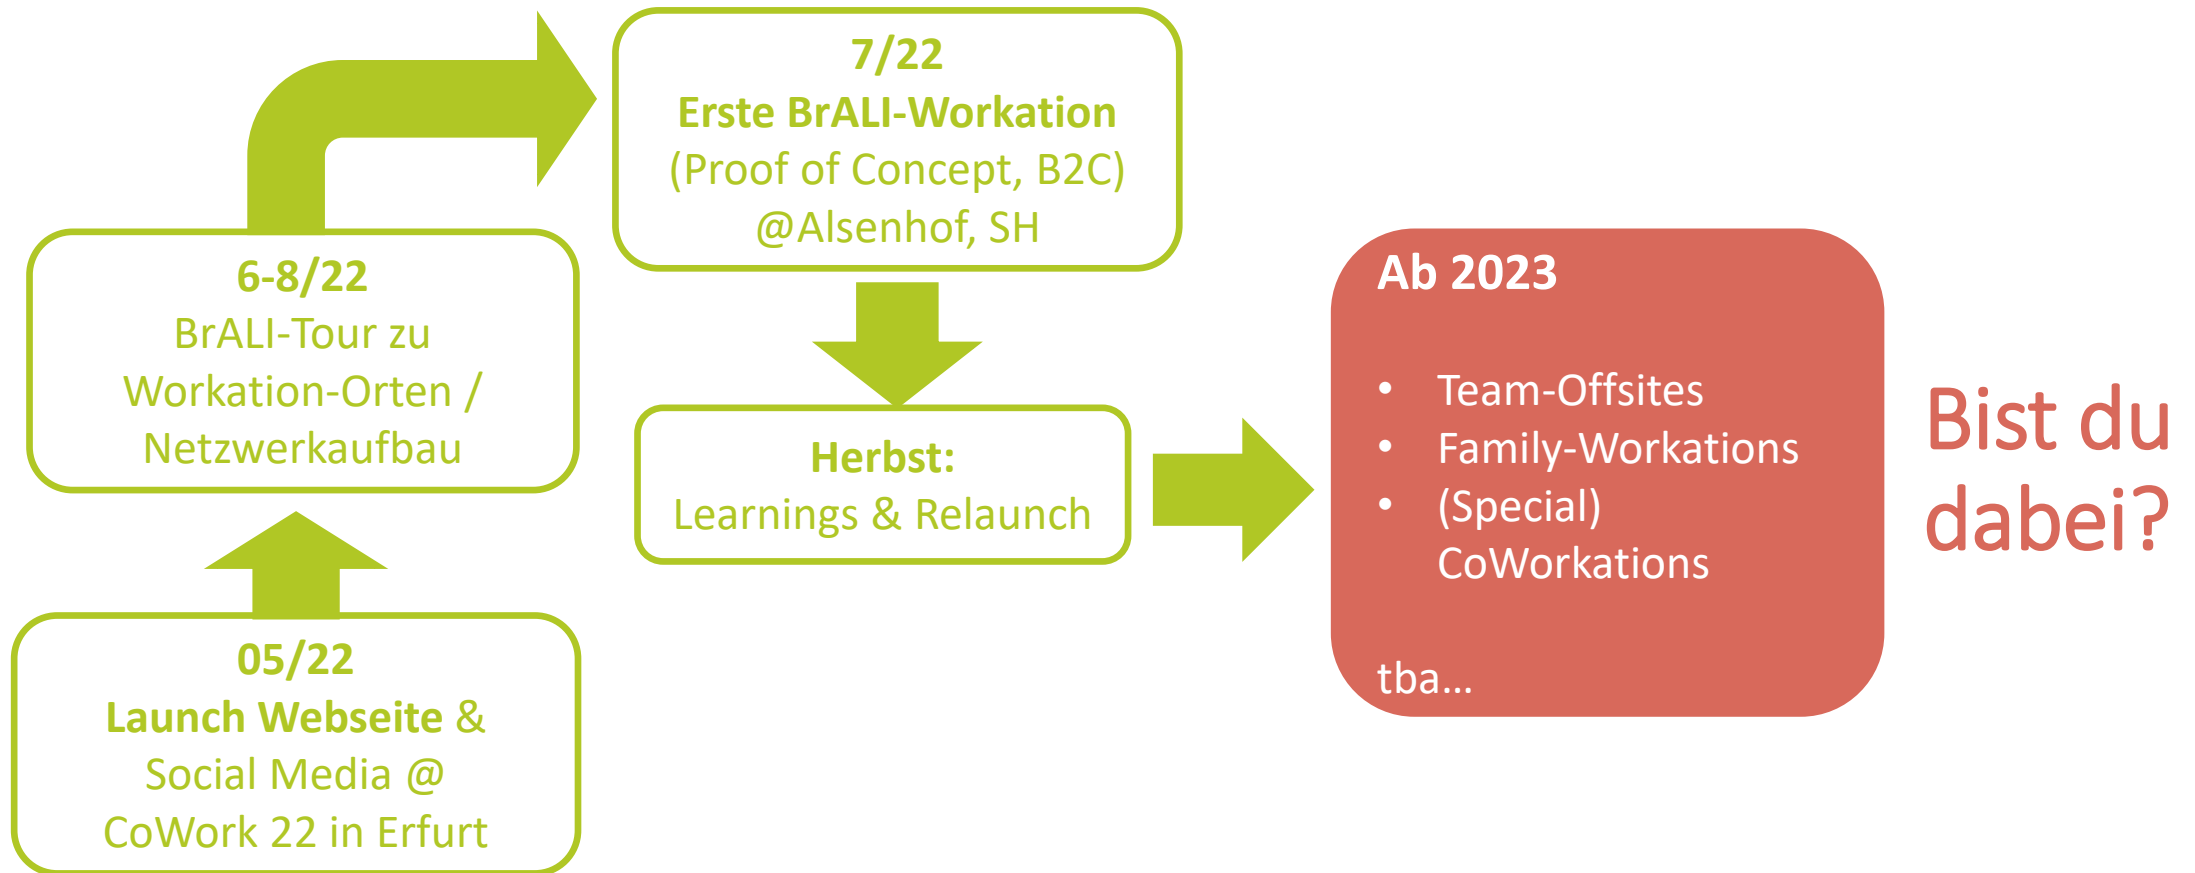 05/22
Launch Webseite &
Social Media @
CoWork 22 in Erfurt
6-8/22
BrALI-Tour zu
Workation-Orten /
Netzwerkaufbau
7/22
Erste BrALI-Workation
(Proof of Concept, B2C)
@Alsenhof, SH
Herbst:
Learnings & Relaunch
Ab 2023
• Team-Offsites
• Family-Workations
• (Special)
CoWorkations
tba...
Bist du
dabei?